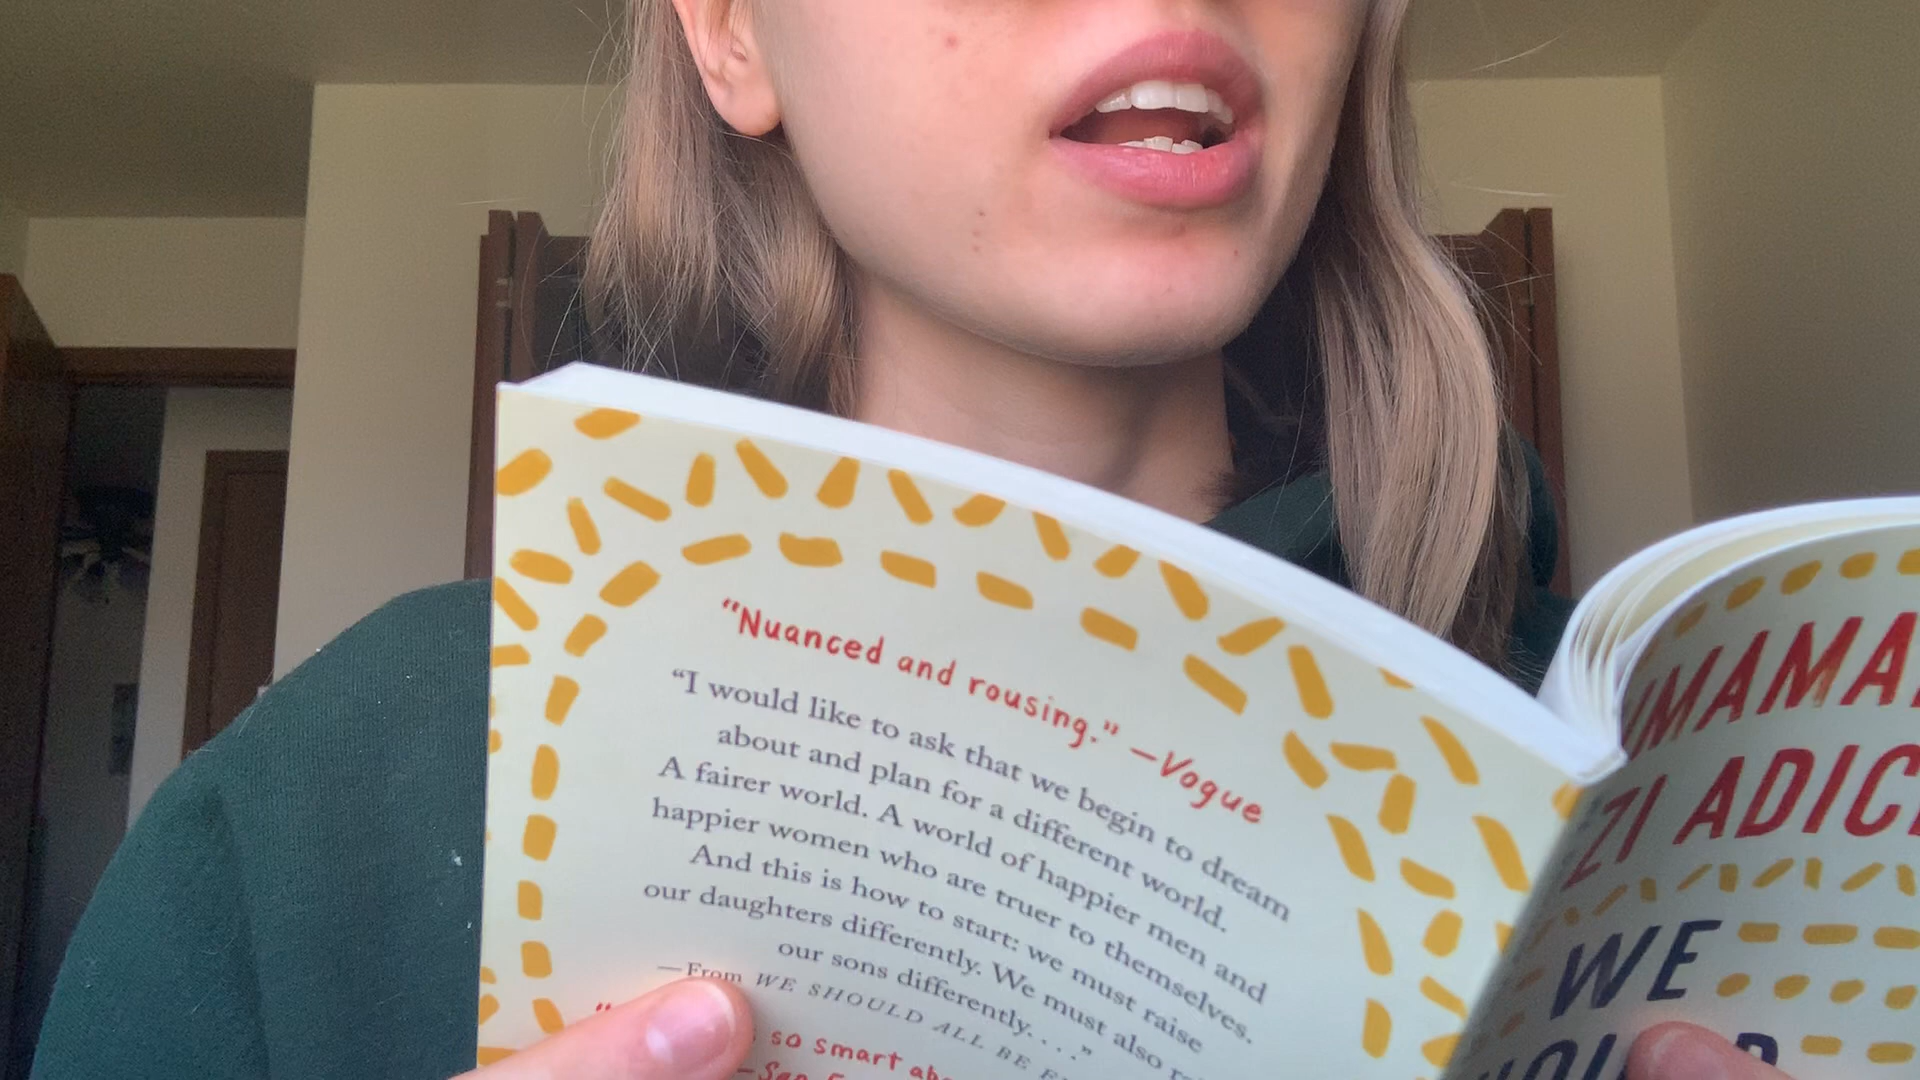 “Nuanced and rousing.” —Vogue
“I would like to ask that we begin to dream
about and plan for a different world.
A fairer world. A world of happier men and
happier women who are truer to themselves.
And this is how to start: we must raise
our daughters differently. We must also
our sons differently. . . .”
—From WE SHOULD ALL BE
so smart
—San
ZI ADIC
WE